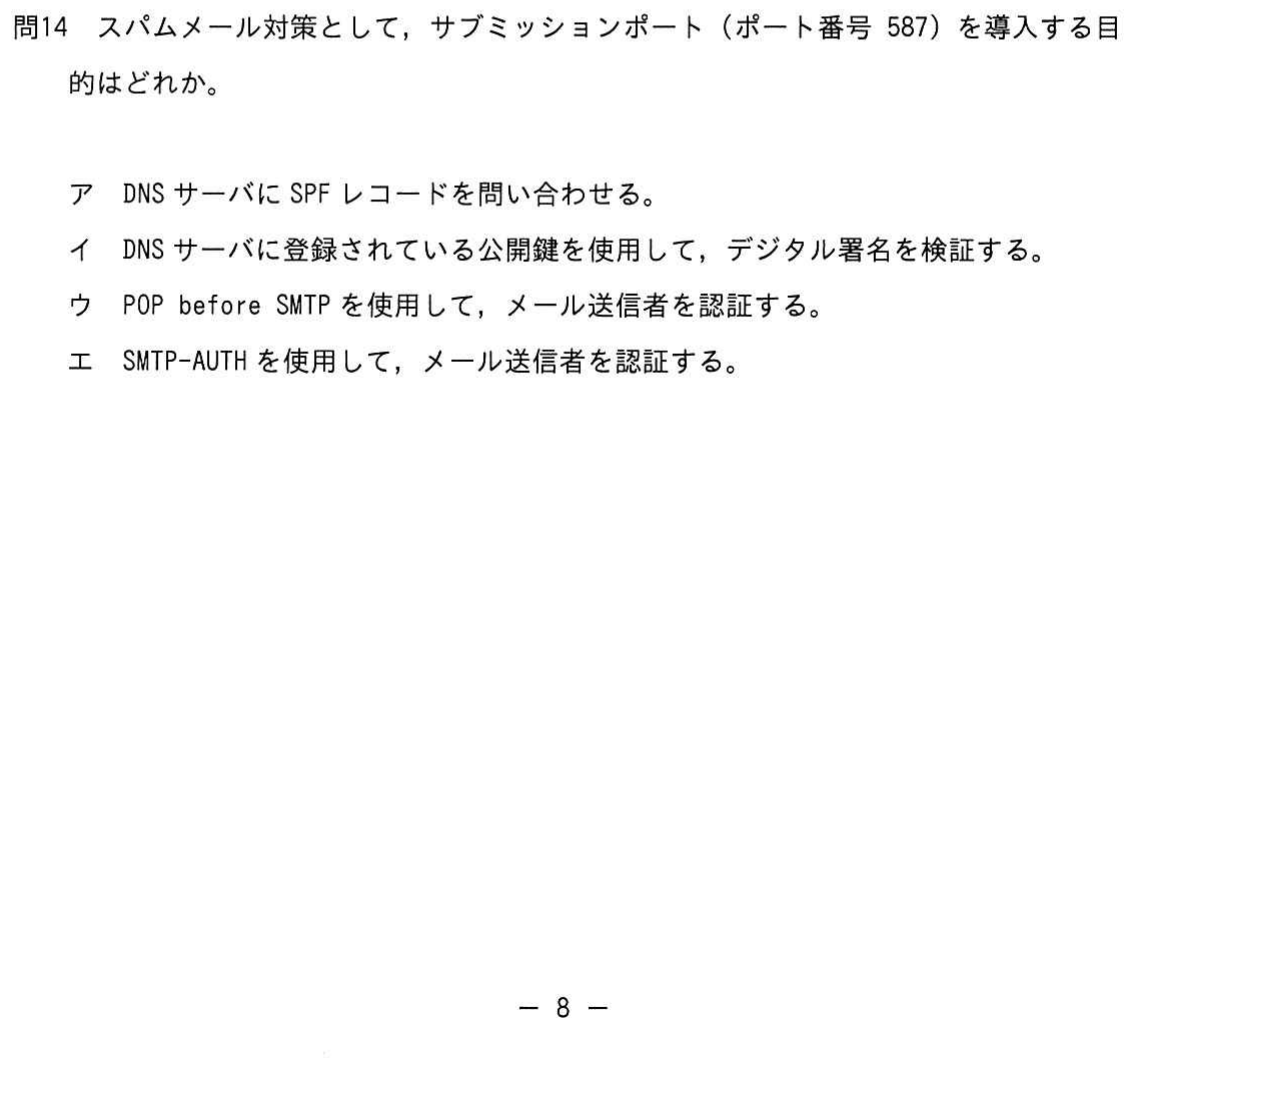 問14　スパムメール対策として，サブミッションポート（ポート番号 587）を導入する目
的はどれか。
ア　DNS サーバに SPF レコードを問い合わせる。
イ　DNS サーバに登録されている公開鍵を使用して，デジタル署名を検証する。
ウ　POP before SMTP を使用して，メール送信者を認証する。
エ　SMTP-AUTH を使用して，メール送信者を認証する。
－ 8 －